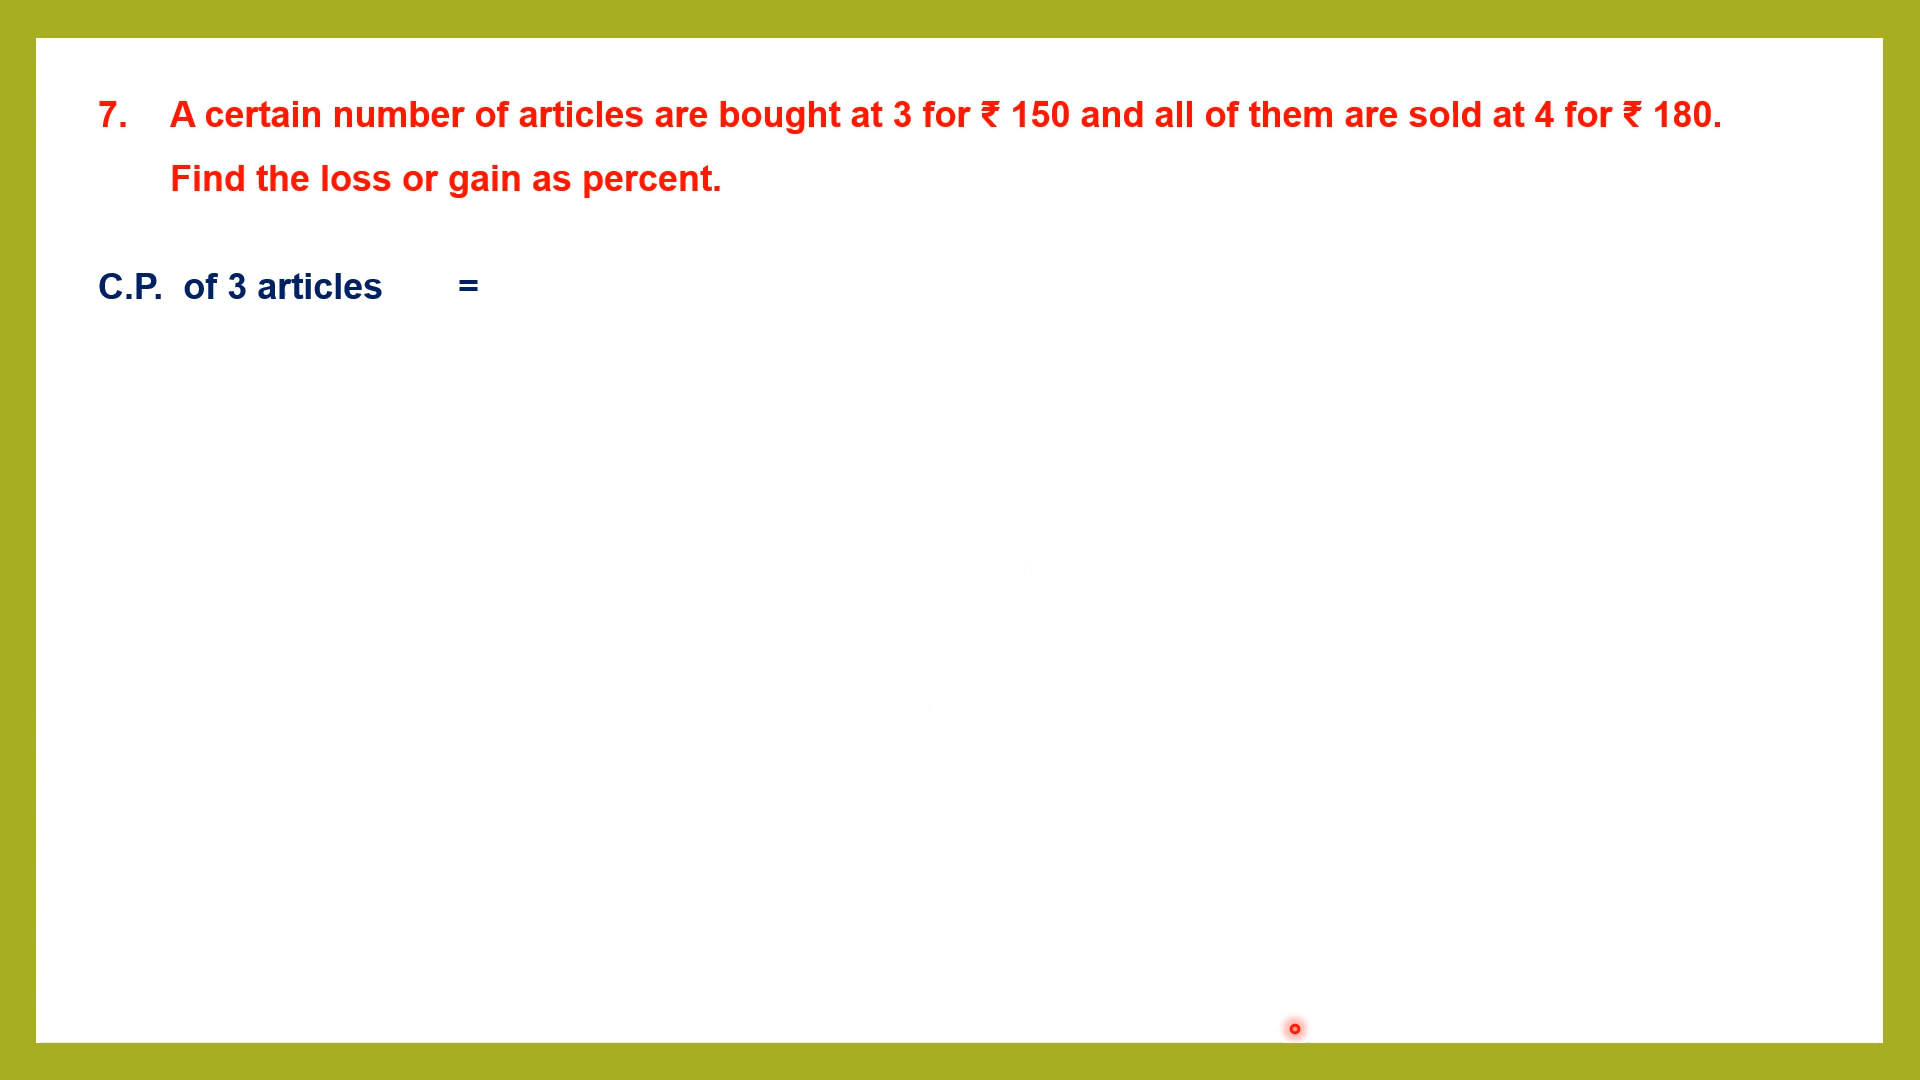 7. A certain number of articles are bought at 3 for ₹ 150 and all of them are sold at 4 for ₹ 180.
Find the loss or gain as percent.
C.P. of 3 articles =